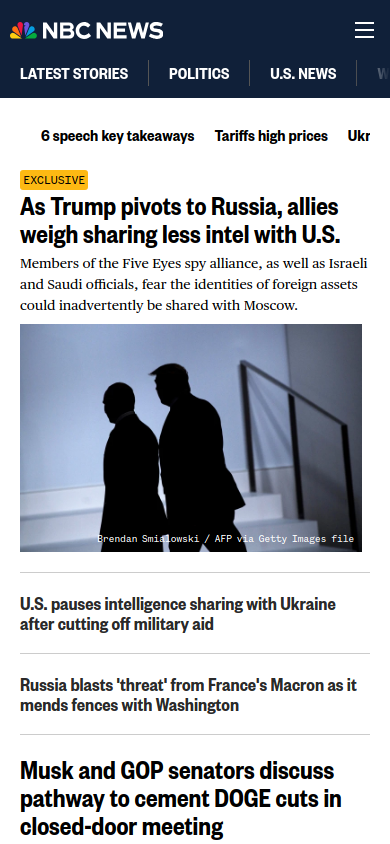 NBC NEWS
LATEST STORIES POLITICS U.S. NEWS
6 speech key takeaways Tariffs high prices
EXCLUSIVE
As Trump pivots to Russia, allies
weigh sharing less intel with U.S.
Members of the Five Eyes spy alliance, as well as Israeli
and Saudi officials, fear the identities of foreign assets
could inadvertently be shared with Moscow.
Brendan Smialowski / AFP via Getty Images file
U.S. pauses intelligence sharing with Ukraine
after cutting off military aid
Russia blasts 'threat' from France's Macron as it
mends fences with Washington
Musk and GOP senators discuss
pathway to cement DOGE cuts in
closed-door meeting